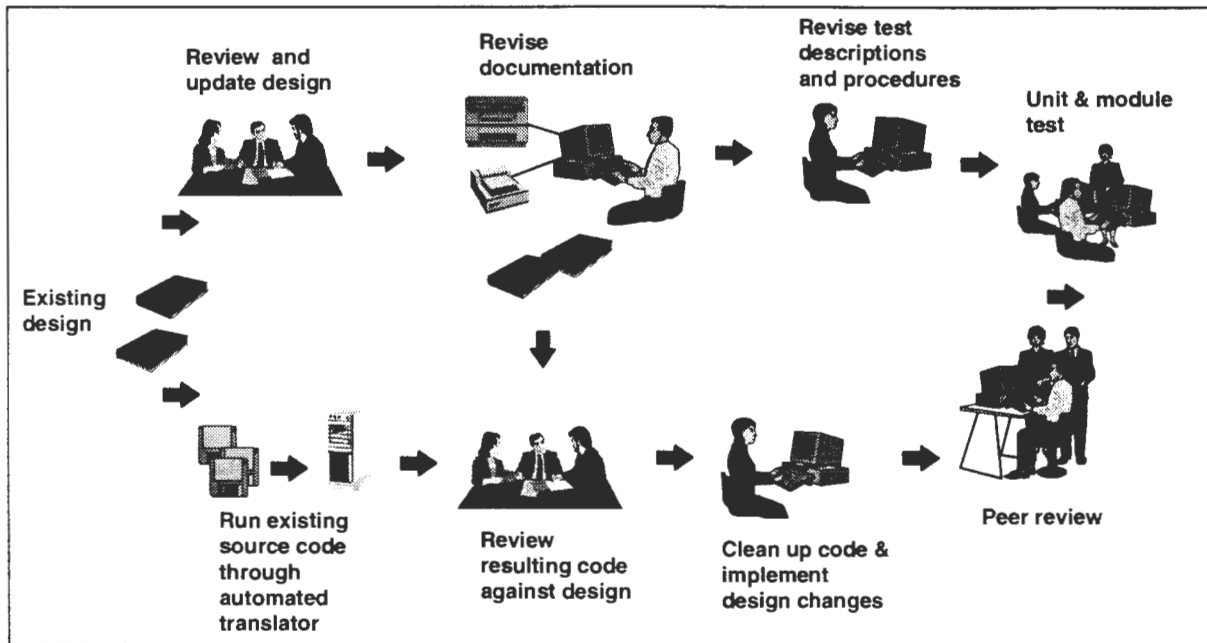 Review and
update design
Revise
documentation
Revise test
descriptions
and procedures
Unit & module
test
Existing
design
Run existing
source code
through
automated
translator
Review
resulting code
against design
Clean up code &
implement
design changes
Peer review